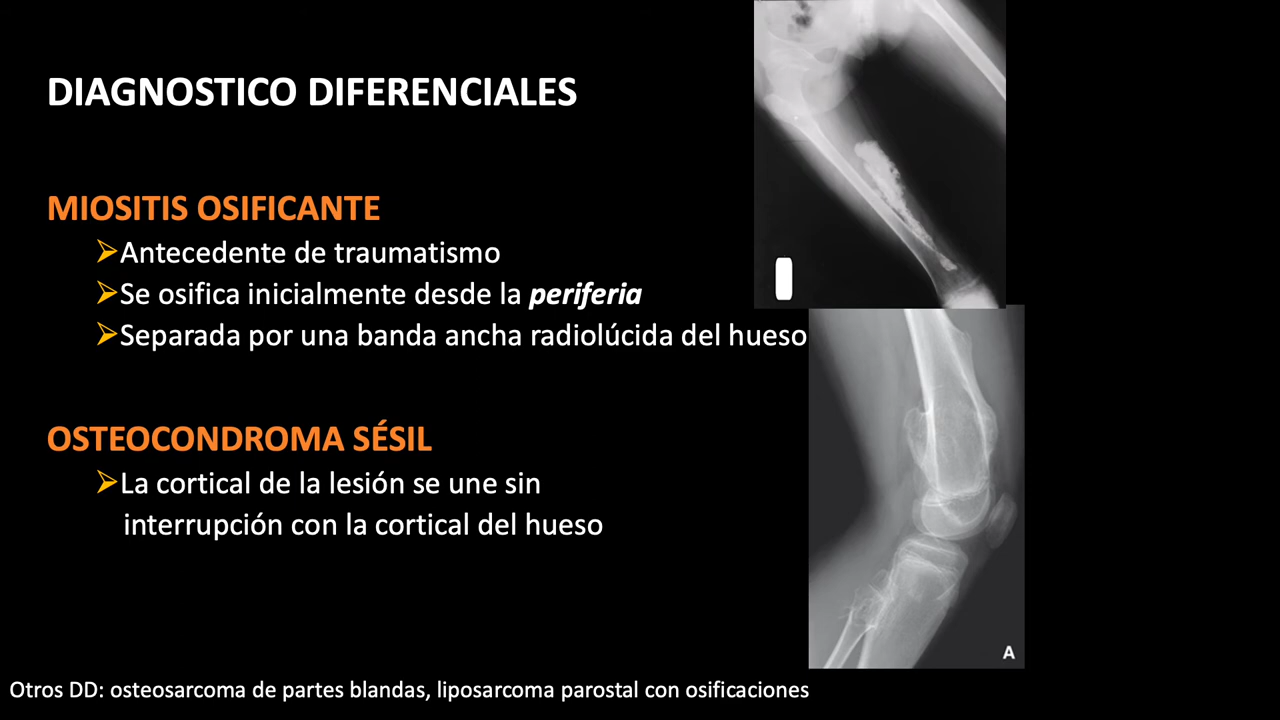 DIAGNOSTICO DIFERENCIALES
MIOSITIS OSIFICANTE
➢Antecedente de traumatismo
➢Se osifica inicialmente desde la periferia
➢Separada por una banda ancha radiolúcida del hueso
OSTEOCONDROMA SÉSIL
➢La cortical de la lesión se une sin
interrupción con la cortical del hueso
A
Otros DD: osteosarcoma de partes blandas, liposarcoma parostal con osificaciones